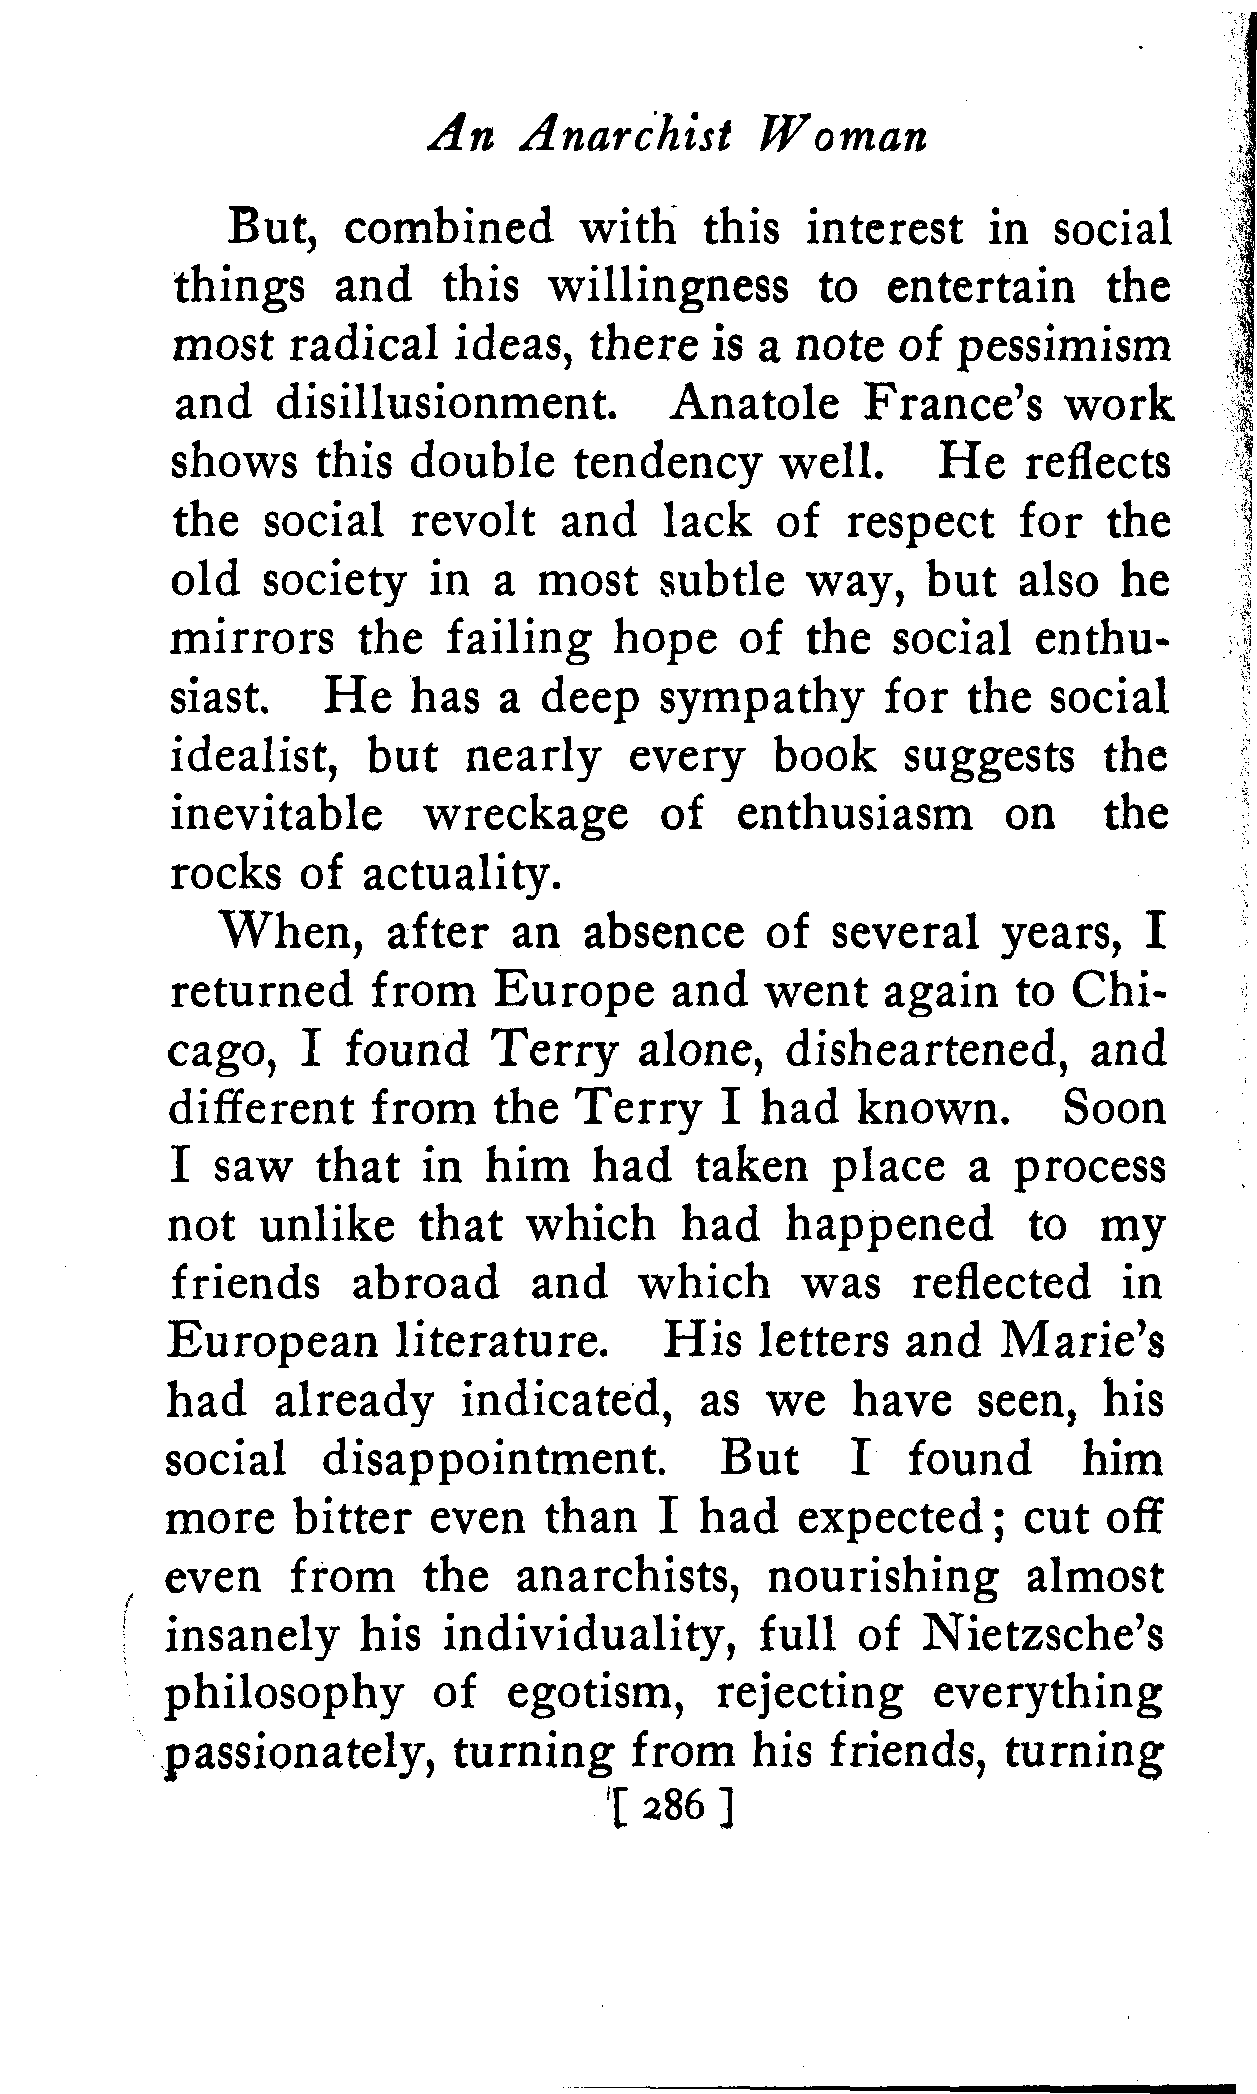 An Anarchist Woman
But, combined with this interest in social
things and this willingness to entertain the
most radical ideas, there is a note of pessimism
and disillusionment. Anatole France's work
shows this double tendency well. He reflects
the social revolt and lack of respect for the
old society in a most subtle way, but also he
mirrors the failing hope of the social enthu-
siast. He has a deep sympathy for the social
idealist, but nearly every book suggests the
inevitable wreckage of enthusiasm on the
rocks of actuality.
When, after an absence of several years, I
returned from Europe and went again to Chi-
cago, I found Terry alone, disheartened, and
different from the Terry I had known. Soon
I saw that in him had taken place a process
not unlike that which had happened to my
friends abroad and which was reflected in
European literature. His letters and Marie's
had already indicated, as we have seen, his
social disappointment. But I found him
more bitter even than I had expected; cut off
even from the anarchists, nourishing almost
insanely his individuality, full of Nietzsche's
philosophy of egotism, rejecting everything
passionately, turning from his friends, turning
[ 286 ]